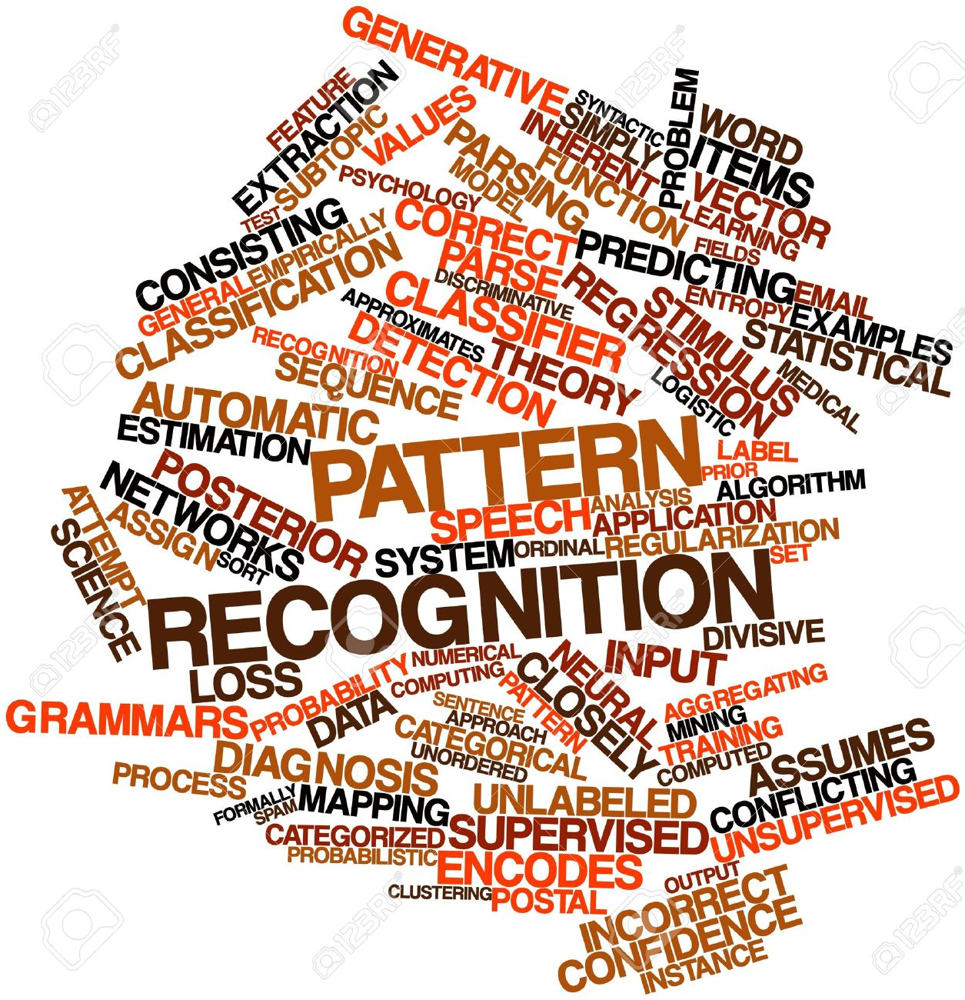 GENERATIVE
FEATURE
EXTRACTION
SUBTOPIC
VALUES
SYNTACTIC
SIMPLY
INHERENT
PROBLEM
WORD
ITEMS
PARSING
FUNCTION
MODEL
PSYCHOLOGY
VECTOR
LEARNING
FIELDS
TEST
CONSISTING
EMPIRICALLY
GENERAL
CLASSIFICATION
CORRECT
PARSE
DISCRIMINATIVE
PREDICTING
EMAIL
ENTROPY
EXAMPLES
REGRESSION
STIMULUS
STATISTICAL
CLASSIFIER
APPROXIMATES
DETECTION
THEORY
RECOGNITION
SEQUENCE
LOGISTIC
MEDICAL
AUTOMATIC
ESTIMATION
PATTERN
LABEL
PRIOR
ALGORITHM
POSTERIOR
NETWORKS
ASSIGN
SORT
ATTEMPT
SCIENCE
SPEECH
ANALYSIS
APPLICATION
SYSTEM
ORDINAL
REGULARIZATION
SET
RECOGNITION
DIVISIVE
LOSS
PROBABILITY
NUMERICAL
COMPUTING
INPUT
NEURAL
CLOSELY
PATTERN
GRAMMARS
DATA
SENTENCE
APPROACH
CATEGORICAL
UNORDERED
AGGREGATING
MINING
TRAINING
COMPUTED
ASSUMES
CONFLICTING
UNSUPERVISED
DIAGNOSIS
PROCESS
FORMALLY
SPAM
MAPPING
UNLABELED
CATEGORIZED
SUPERVISED
PROBABILISTIC
ENCODES
CLUSTERING
POSTAL
OUTPUT
INCORRECT
CONFIDENCE
INSTANCE
123RF